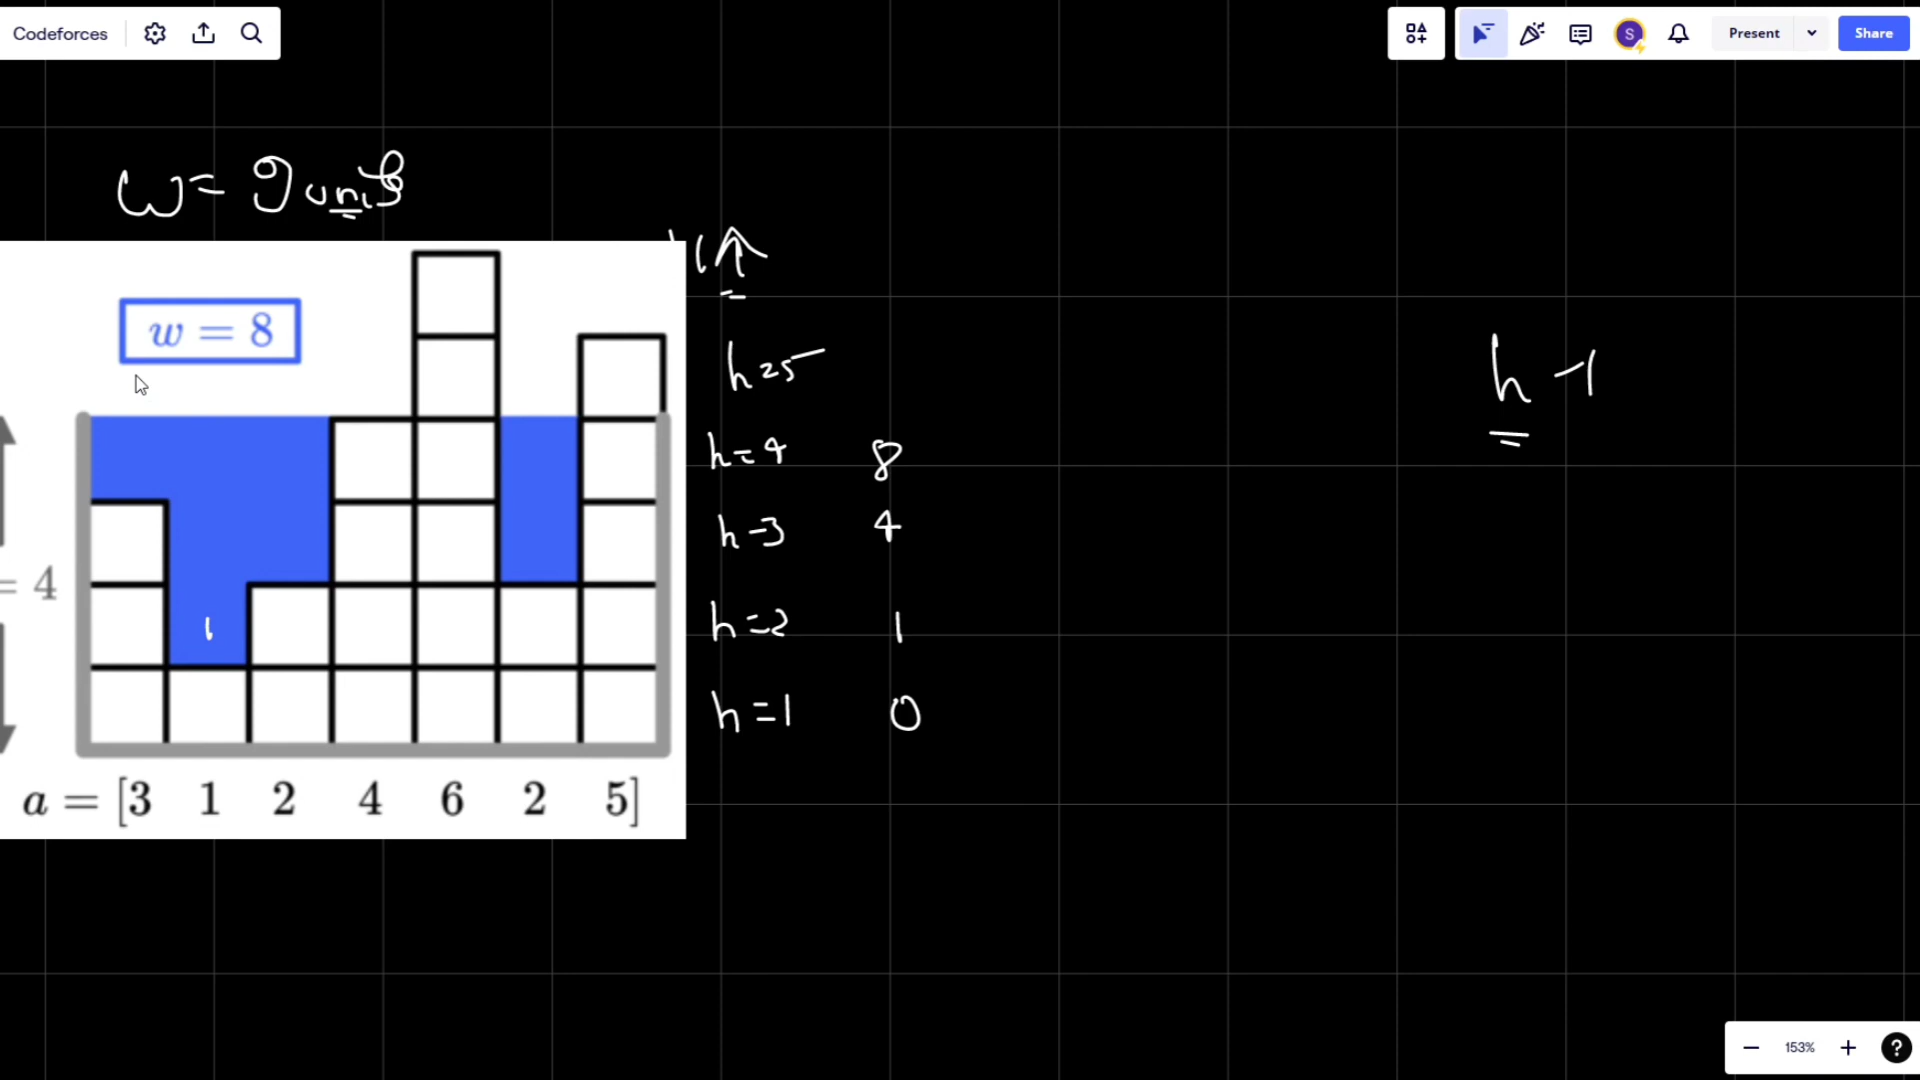 Codeforces
Present
Share
w = 9 units
w = 8
h = 5
h = 4 8
h = 3 4
= 4
1
h = 2 1
h = 1 0
h - 1
a = [3 1 2 4 6 2 5]
153%